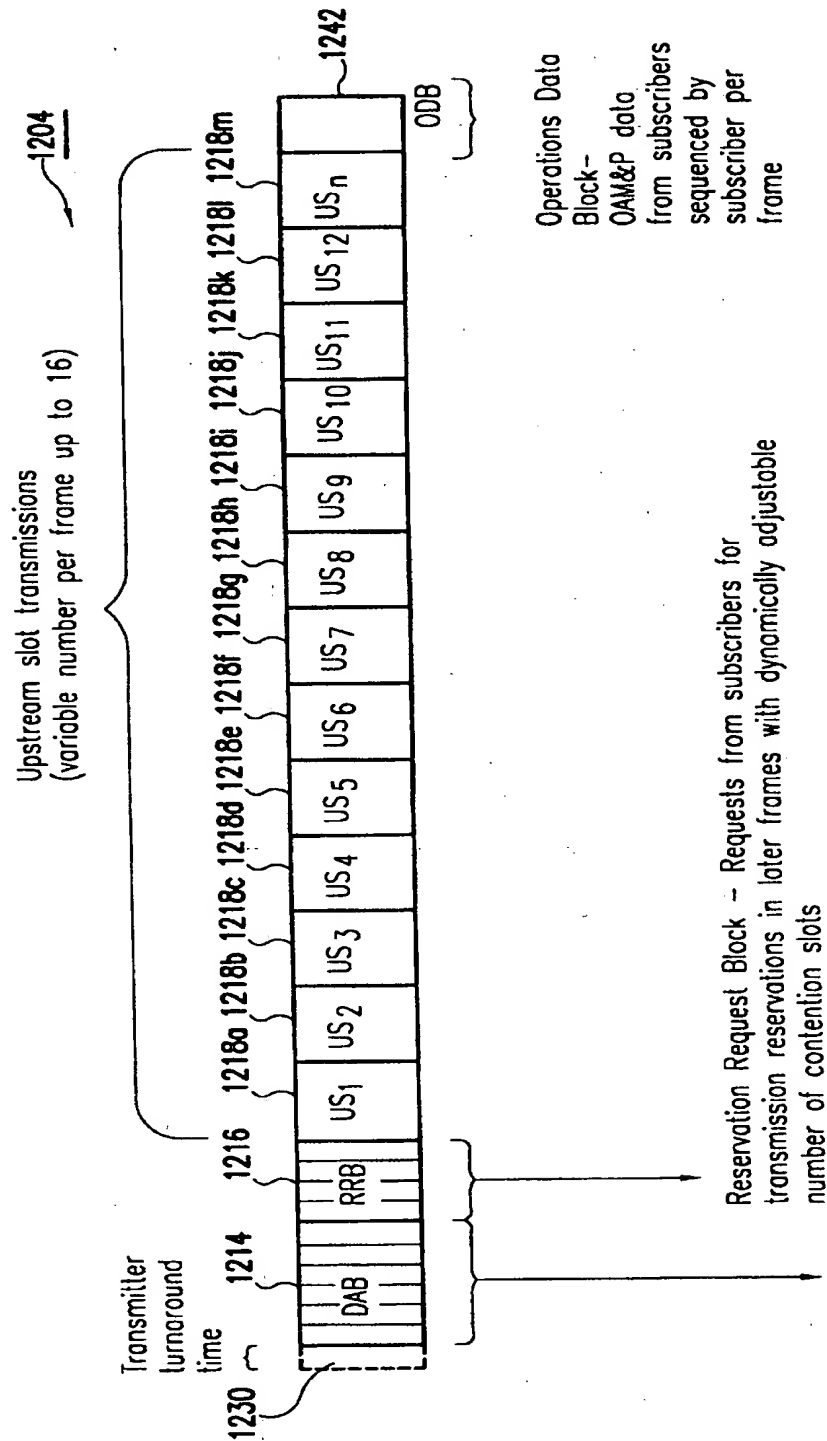 1204
Upstream slot transmissions
(variable number per frame up to 16)
Transmitter
turnaround
time
1230
1214
1216
1218a
1218b
1218c
1218d
1218e
1218f
1218g
1218h
1218i
1218j
1218k
1218l
1218m
1242
DAB
RRB
US1
US2
US3
US4
US5
US6
US7
US8
US9
US10
US11
US12
USn
ODB
Operations Data
Block-
OAM&P data
from subscribers
sequenced by
subscriber per
frame
Reservation Request Block – Requests from subscribers for
transmission reservations in later frames with dynamically adjustable
number of contention slots